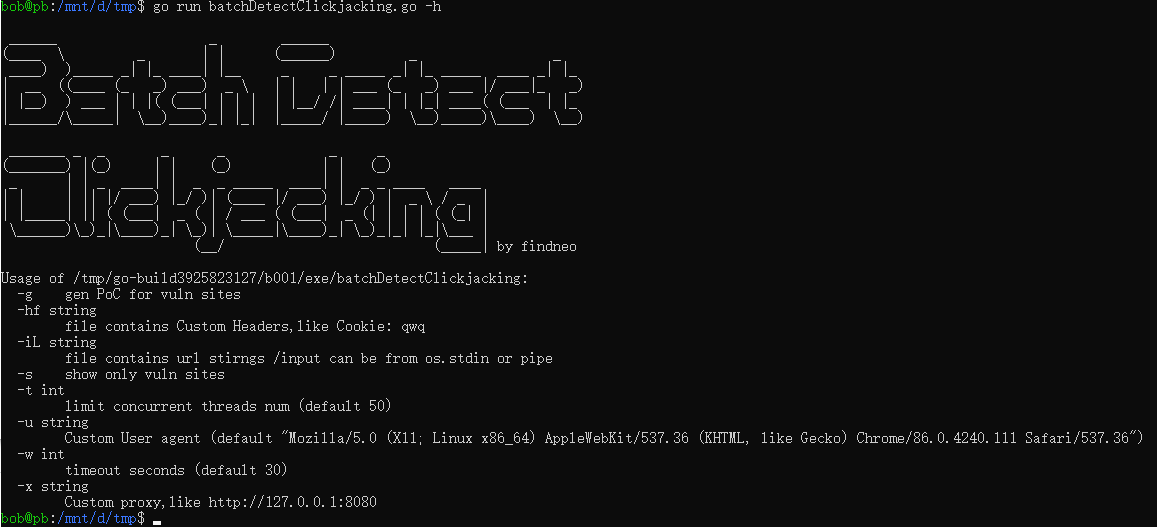 bob@pb:/mnt/d/tmp$ go run batchDetectClickjacking.go -h
Batch Detect
Clickjacking
by findneo
Usage of /tmp/go-build3925823127/b001/exe/batchDetectClickjacking:
  -g    gen PoC for vuln sites
  -hf string
        file contains Custom Headers,like Cookie: qwq
  -iL string
        file contains url stirngs /input can be from os.stdin or pipe
  -s    show only vuln sites
  -t int
        limit concurrent threads num (default 50)
  -u string
        Custom User agent (default "Mozilla/5.0 (X11; Linux x86_64) AppleWebKit/537.36 (KHTML, like Gecko) Chrome/86.0.4240.111 Safari/537.36")
  -w int
        timeout seconds (default 30)
  -x string
        Custom proxy,like http://127.0.0.1:8080
bob@pb:/mnt/d/tmp$